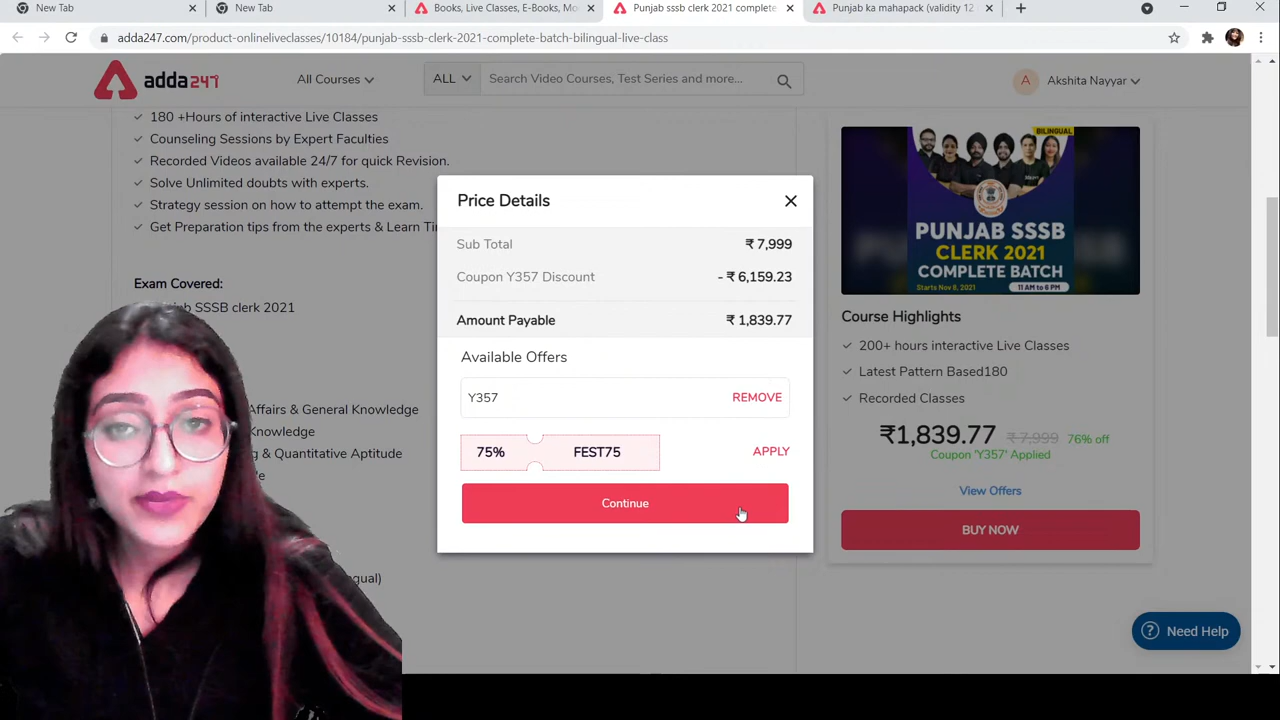 New Tab
New Tab
Books, Live Classes, E-Books, Mo
Punjab sssb clerk 2021 complete
Punjab ka mahapack (validity 12
adda247.com/product-onlineliveclasses/10184/punjab-sssb-clerk-2021-complete-batch-bilingual-live-class
adda247
All Courses
ALL
Search Video Courses, Test Series and more...
A
Akshita Nayyar
180 +Hours of interactive Live Classes
Counseling Sessions by Expert Faculties
Recorded Videos available 24/7 for quick Revision.
Solve Unlimited doubts with experts.
Strategy session on how to attempt the exam.
Get Preparation tips from the experts & Learn Ti
Exam Covered:
SSSB clerk 2021
Affairs & General Knowledge
Knowledge
& Quantitative Aptitude
Price Details
Sub Total
₹ 7,999
Coupon Y357 Discount
- ₹ 6,159.23
Amount Payable
₹ 1,839.77
Available Offers
Y357
REMOVE
75%
FEST75
APPLY
Continue
BILINGUAL
PUNJAB SSSB
CLERK 2021
COMPLETE BATCH
Starts Nov 8, 2021
11 AM to 6 PM
Course Highlights
200+ hours interactive Live Classes
Latest Pattern Based180
Recorded Classes
₹1,839.77 ₹ 7,999 76% off
Coupon 'Y357' Applied
View Offers
BUY NOW
Need Help